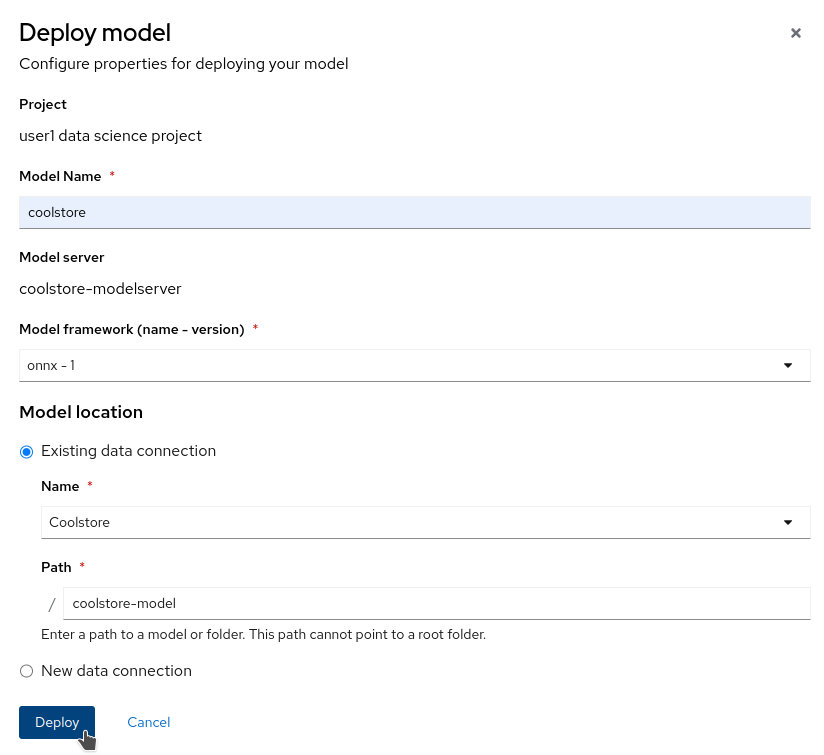 Deploy model
Configure properties for deploying your model
Project
user1 data science project
Model Name *
coolstore
Model server
coolstore-modelserver
Model framework (name - version) *
onnx - 1
Model location
Existing data connection
Name *
Coolstore
Path *
/ coolstore-model
Enter a path to a model or folder. This path cannot point to a root folder.
New data connection
Deploy Cancel